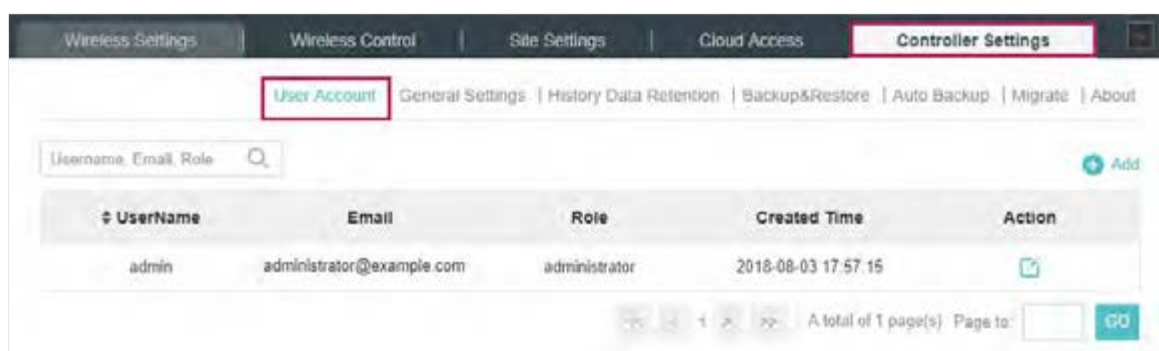 Wireless Settings | Wireless Control | Site Settings | Cloud Access Controller Settings
User Account General Settings | History Data Retention | Backup&Restore | Auto Backup | Migrate | About
Username, Email, Role
Add
UserName Email Role Created Time Action
admin administrator@example.com administrator 2018-08-03 17:57:15
<< < 1 > >> A total of 1 page(s) Page to: GO